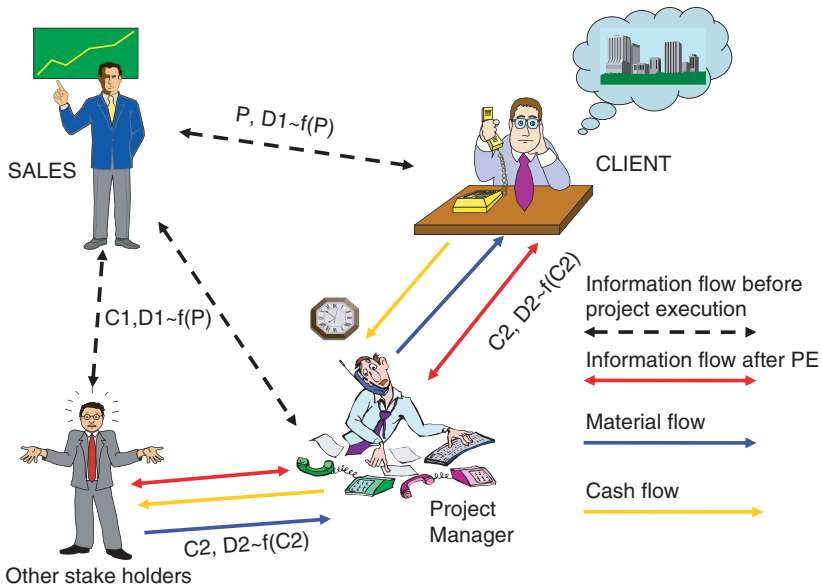 P, D1~f(P)
SALES
CLIENT
C2, D2~f(C2)
C1,D1~f(P)
Information flow before
project execution
Information flow after PE
Material flow
Cash flow
Project
Manager
C2, D2~f(C2)
Other stake holders